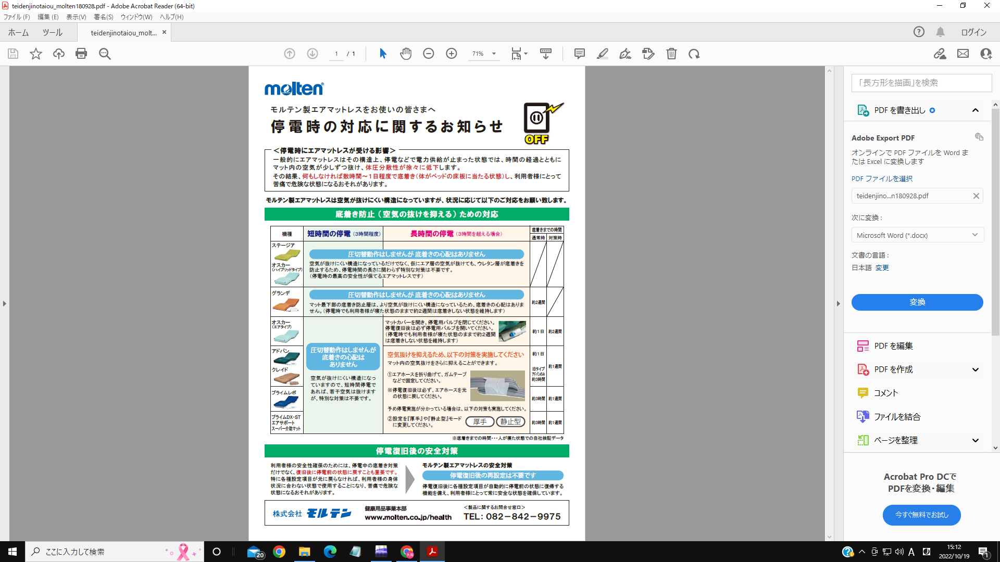 teidenjinotaiou_molten180928.pdf - Adobe Acrobat Reader (64-bit)
ファイル (F) 編集 (E) 表示(V) 署名(S) ウィンドウ(W) ヘルプ(H)
ホーム ツール teidenjinotaiou_molt... ×
ログイン
1 / 1 71%
molten
モルテン製エアマットレスをお使いの皆さまへ
停電時の対応に関するお知らせ
OFF
＜停電時にエアマットレスが受ける影響＞
一般的にエアマットレスはその構造上、停電などで電力供給が止まった状態では、時間の経過とともに
マット内の空気が少しずつ抜け、体圧分散性が徐々に低下します。
その結果、何もしなければ数時間～1日程度で底着き（体がベッドの床板に当たる状態）し、利用者様にとって
苦痛で危険な状態になるおそれがあります。
モルテン製エアマットレスは空気が抜けにくい構造になっていますが、状況に応じて以下のご対応をお願い致します。
底着き防止（空気の抜けを抑える）ための対応
機種 短時間の停電（3時間程度） 長時間の停電（3時間を超える場合） 底着きまでの時間
通常時 対策時
ステージア
オスカー
（ハイブリッドタイプ）
圧切替動作はしませんが 底着きの心配はありません
空気が抜けにくい構造になっているだけでなく、仮にエア層の空気が抜けても、ウレタン層が底着きを
防止するため、停電時間の長さに関わらず特別な対策は不要です。
（停電時の最高の安全性が保てるエアマットレスです）
グランデ
圧切替動作はしませんが 底着きの心配はありません
マット最下部の底着き防止層は、より空気が抜けにくい構造になっているため、底着きの心配はありま
せん。（停電時でも利用者様が寝た状態のままで約2週間は底着きしない状態を維持します）
約2週間
オスカー
（エアタイプ）
マットカバーを開き、停電用バルブを閉じてください。
停電復旧後は必ず停電用バルブを開いてください。
（停電時でも利用者様が寝た状態のままで約2週間
は底着きしない状態を維持します）
約1日 約2週間
圧切替動作はしませんが
底着きの心配は
ありません
空気が抜けにくい構造になっ
ていますので、短時間停電で
あれば、若干空気は抜けます
が、特別な対策は不要です。
アドバン
クレイド
プライムレボ
プライムDX・ST
エアサポート
スーパー介助マット
空気抜けを抑えるため、以下の対策を実施してください
マット内の空気抜けをさらに抑えることができます。
①エアホースを折り曲げて、ガムテープ
などで固定してください。
※停電復旧後は必ず、エアホースを元
の状態に戻してください。
予め停電実施が分かっている場合は、以下の対策も実施してください。
②設定を『厚手』や『静止型』モード
に変更してください。
厚手 静止型
約1日
旧タイプ
アドバンのみ
約3時間
約1週間
約3時間 約1週間
約3時間 約1週間
※底着きまでの時間・・・人が寝た状態での自社検証データ
停電復旧後の安全対策
利用者様の安全性確保のためには、停電中の底着き対策
だけでなく、復旧後に停電前の状態に戻すことも重要です。
特に各種設定項目が元に戻らなければ、利用者様の身体
状況に合わない状態で使用することになり、苦痛で危険な
状態になるおそれがあります。
モルテン製エアマットレスの安全対策
停電復旧後の再設定は不要です
停電復旧後に各種設定項目が自動的に停電前の状態に復帰する
機能を備え、利用者様にとって常に安全な状態を確保しています。
株式会社 モルテン
健康用品事業本部
www.molten.co.jp/health
＜製品に関するお問合せ窓口＞
TEL：082−842−9975
「長方形を描画」を検索
PDF を書き出し
Adobe Export PDF
オンラインで PDF ファイルを Word ま
たは Excel に変換します
PDF ファイルを選択
teidenjino...n180928.pdf
次に変換 :
Microsoft Word (*.docx)
文書の言語 :
日本語 変更
変換
PDF を編集
PDF を作成
コメント
ファイルを結合
ページを整理
Acrobat Pro DCで
PDFを変換・編集
今すぐ無料でお試し
ここに入力して検索
20
大島
A
15:12
2022/10/19
1